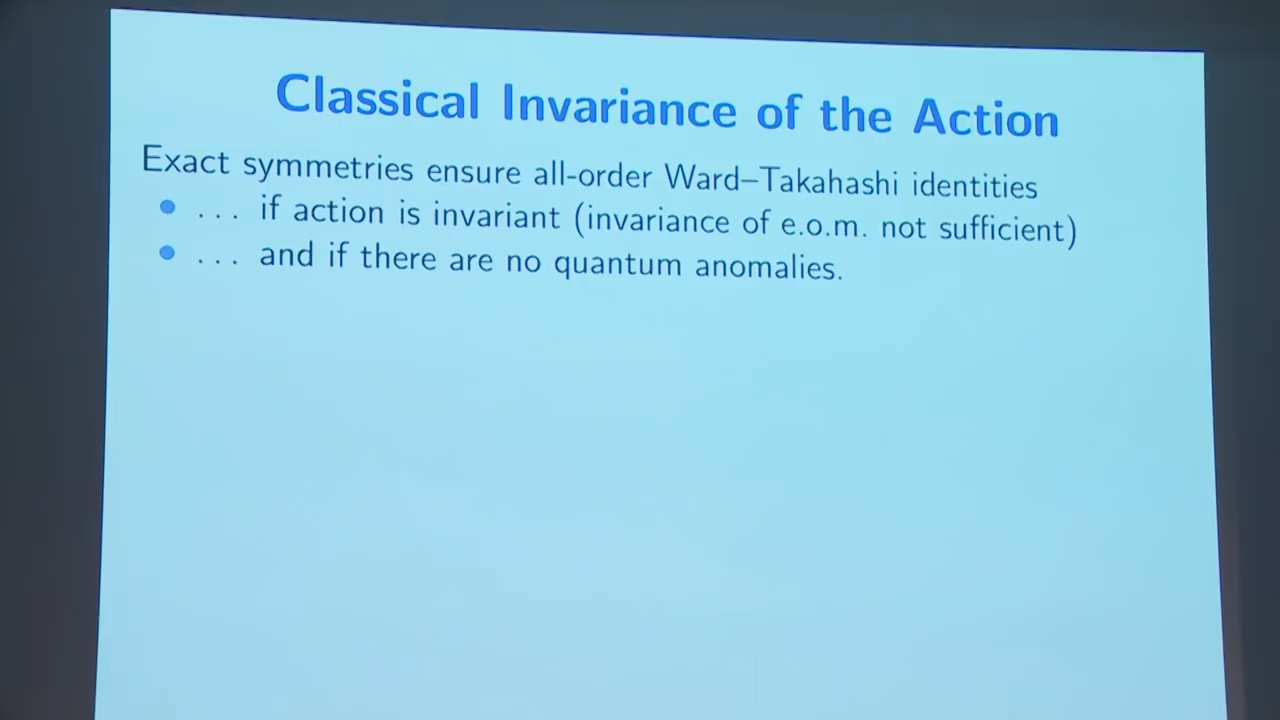 Classical Invariance of the Action
Exact symmetries ensure all-order Ward–Takahashi identities
• ... if action is invariant (invariance of e.o.m. not sufficient)
• ... and if there are no quantum anomalies.